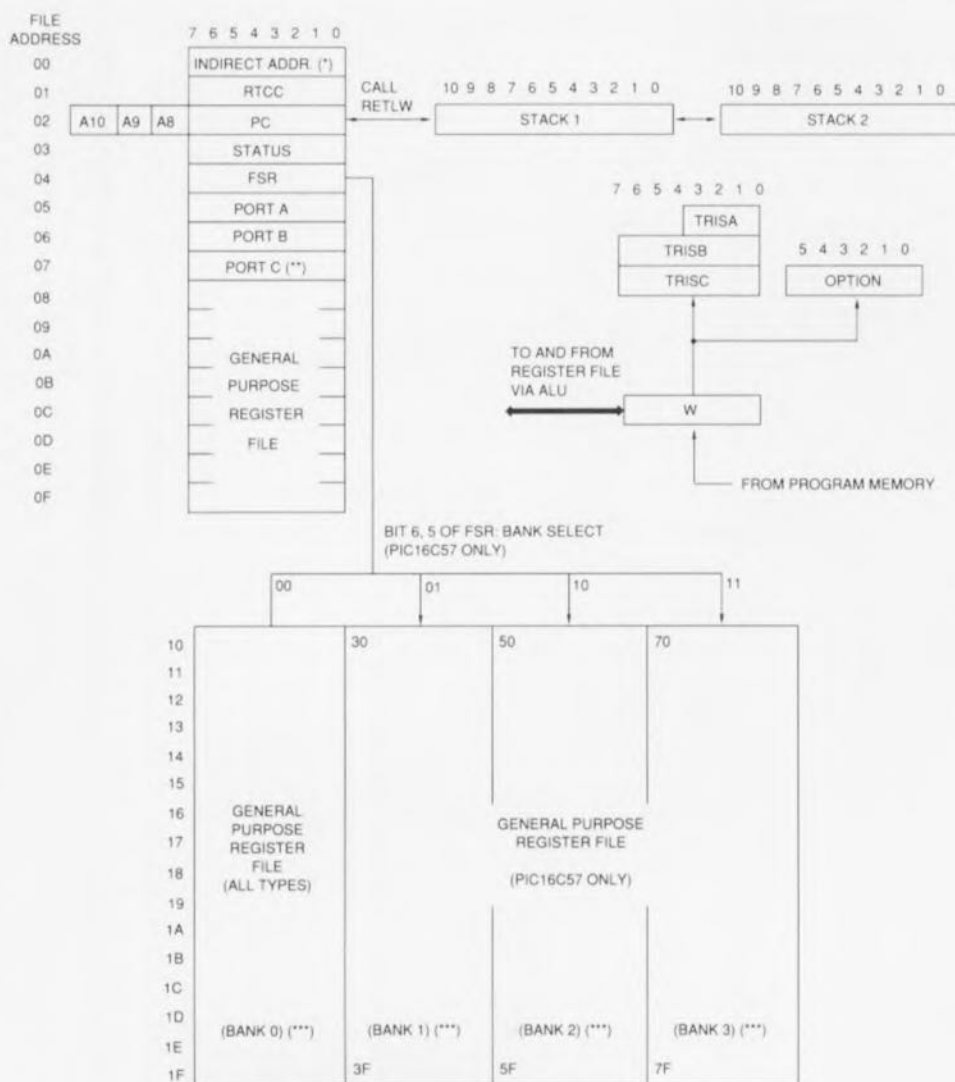 FILE
ADDRESS
7 6 5 4 3 2 1 0
00 INDIRECT ADDR. (*)
01 RTCC
CALL
RETLW
10 9 8 7 6 5 4 3 2 1 0
10 9 8 7 6 5 4 3 2 1 0
02 A10 A9 A8 PC
STACK 1
STACK 2
03 STATUS
04 FSR
05 PORT A
06 PORT B
07 PORT C (**)
08
09
0A
0B
0C
0D
0E
0F
GENERAL
PURPOSE
REGISTER
FILE
7 6 5 4 3 2 1 0
TRISA
TRISB
TRISC
5 4 3 2 1 0
OPTION
TO AND FROM
REGISTER FILE
VIA ALU
W
FROM PROGRAM MEMORY
BIT 6, 5 OF FSR: BANK SELECT
(PIC16C57 ONLY)
00 01 10 11
10 30 50 70
11
12
13
14
15
16
17
18
19
1A
1B
1C
1D
1E
1F
GENERAL
PURPOSE
REGISTER
FILE
(ALL TYPES)
GENERAL PURPOSE
REGISTER FILE
(PIC16C57 ONLY)
(BANK 0) (***) (BANK 1) (***) (BANK 2) (***) (BANK 3) (***)
3F 5F 7F